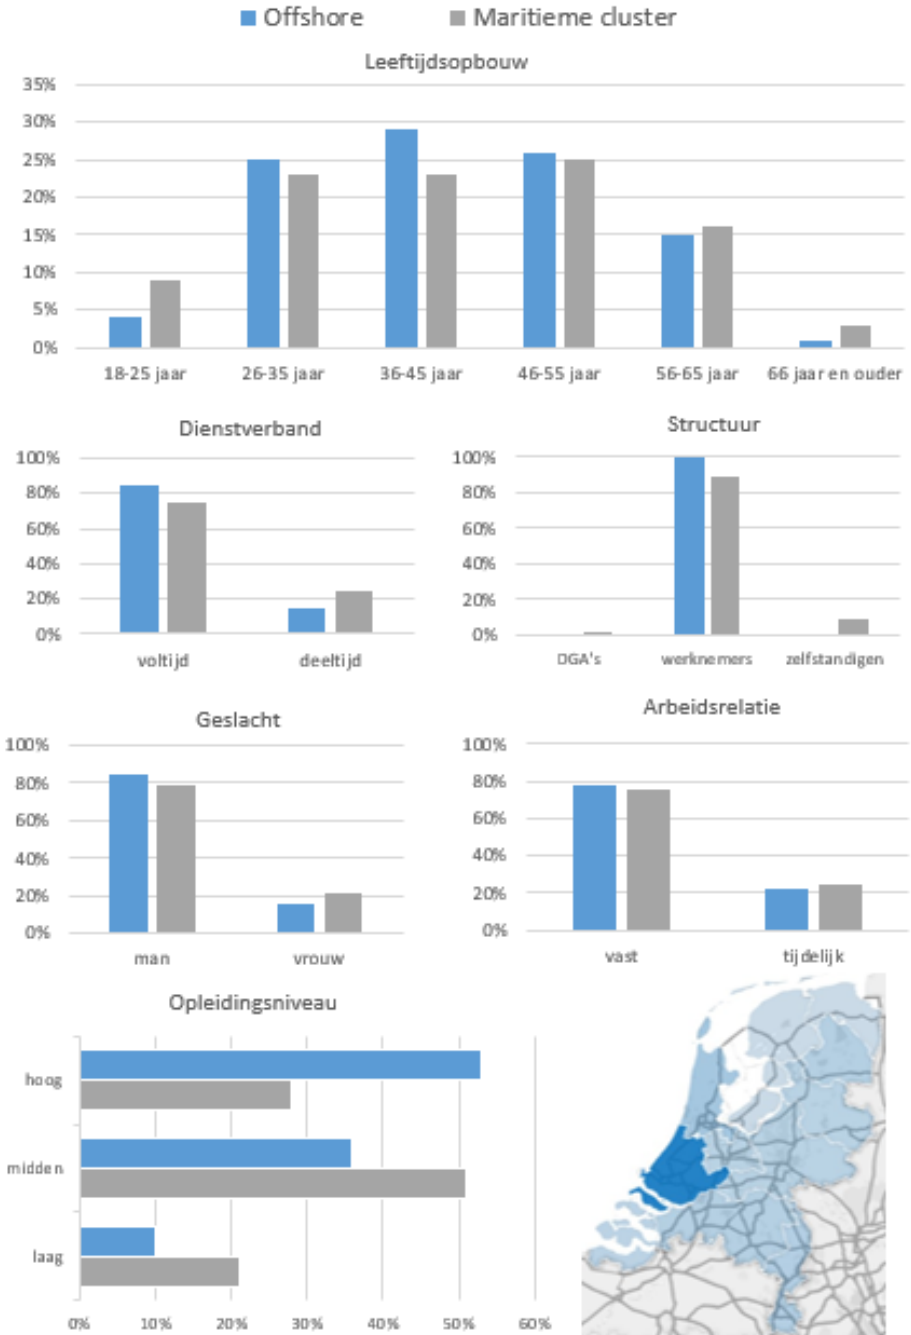 Offshore Maritieme cluster
Leeftijdsopbouw
35%
30%
25%
20%
15%
10%
5%
0%
18-25 jaar 26-35 jaar 36-45 jaar 46-55 jaar 56-65 jaar 66 jaar en ouder
Dienstverband
100%
80%
60%
40%
20%
0%
voltijd deeltijd
Structuur
100%
80%
60%
40%
20%
0%
DGA's werknemers zelfstandigen
Geslacht
100%
80%
60%
40%
20%
0%
man vrouw
Arbeidsrelatie
100%
80%
60%
40%
20%
0%
vast tijdelijk
Opleidingsniveau
hoog
midden
laag
0% 10% 20% 30% 40% 50% 60%